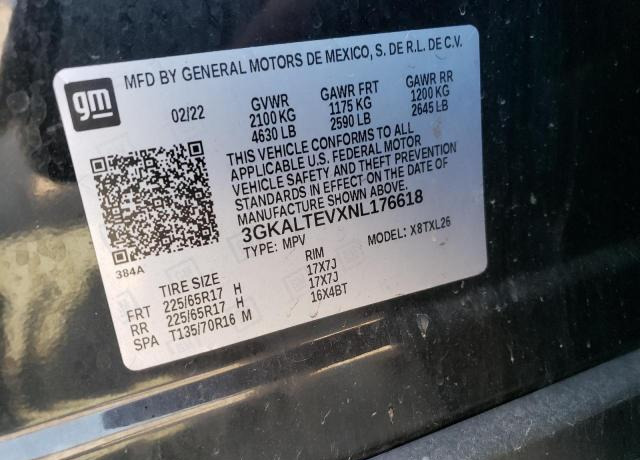 MFD BY GENERAL MOTORS DE MEXICO, S. DE R.L. DE C.V.
gm
02/22
GVWR GAWR FRT GAWR RR
2100 KG 1175 KG 1200 KG
4630 LB 2590 LB 2645 LB
THIS VEHICLE CONFORMS TO ALL
APPLICABLE U.S. FEDERAL MOTOR
VEHICLE SAFETY AND THEFT PREVENTION
STANDARDS IN EFFECT ON THE DATE OF
MANUFACTURE SHOWN ABOVE.
3GKALTEVXNL176618
TYPE: MPV MODEL: X8TXL26
384A
TIRE SIZE RIM
FRT 225/65R17 H 17X7J
RR 225/65R17 H 17X7J
SPA T135/70R16 M 16X4BT